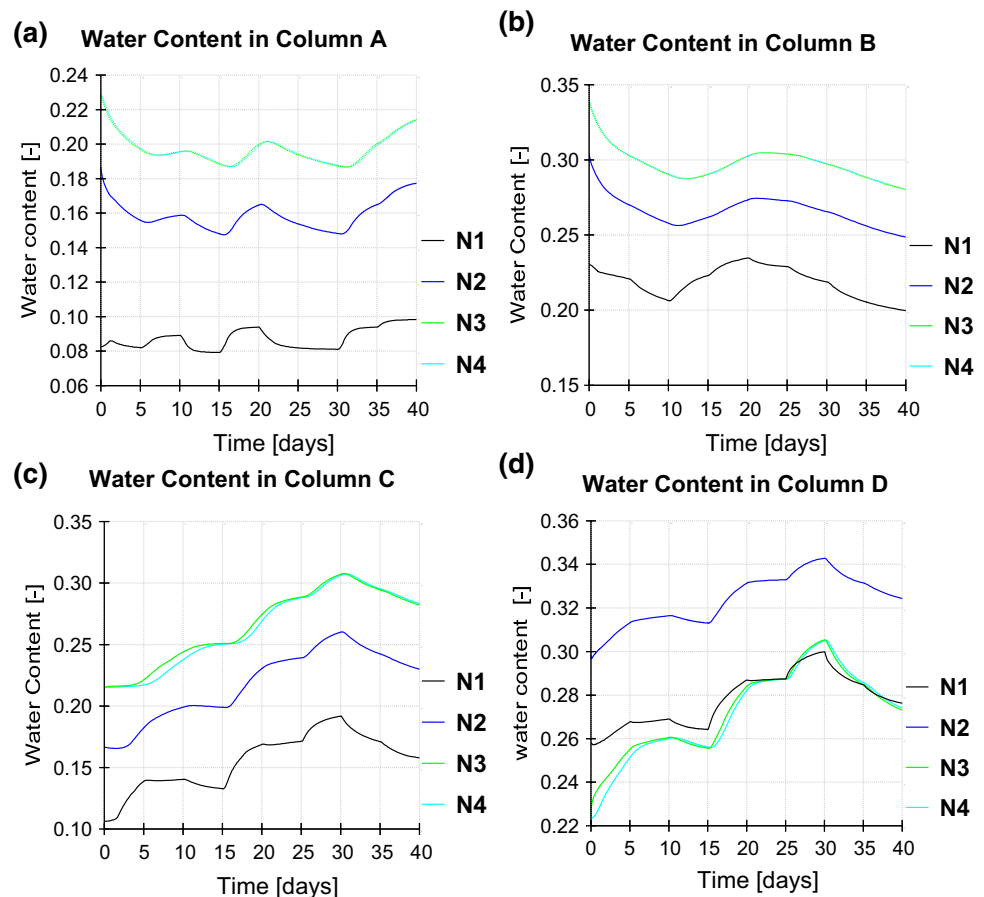 (a)
Water Content in Column A
Water content [-]
0.24
0.22
0.20
0.18
0.16
0.14
0.12
0.10
0.08
0.06
0 5 10 15 20 25 30 35 40
Time [days]
N1
N2
N3
N4
(b)
Water Content in Column B
Water Content [-]
0.35
0.30
0.25
0.20
0.15
0 5 10 15 20 25 30 35 40
Time [days]
N1
N2
N3
N4
(c)
Water Content in Column C
Water Content [-]
0.35
0.30
0.25
0.20
0.15
0.10
0 5 10 15 20 25 30 35 40
Time [days]
N1
N2
N3
N4
(d)
Water Content in Column D
water content [-]
0.36
0.34
0.32
0.30
0.28
0.26
0.24
0.22
0 5 10 15 20 25 30 35 40
Time [days]
N1
N2
N3
N4